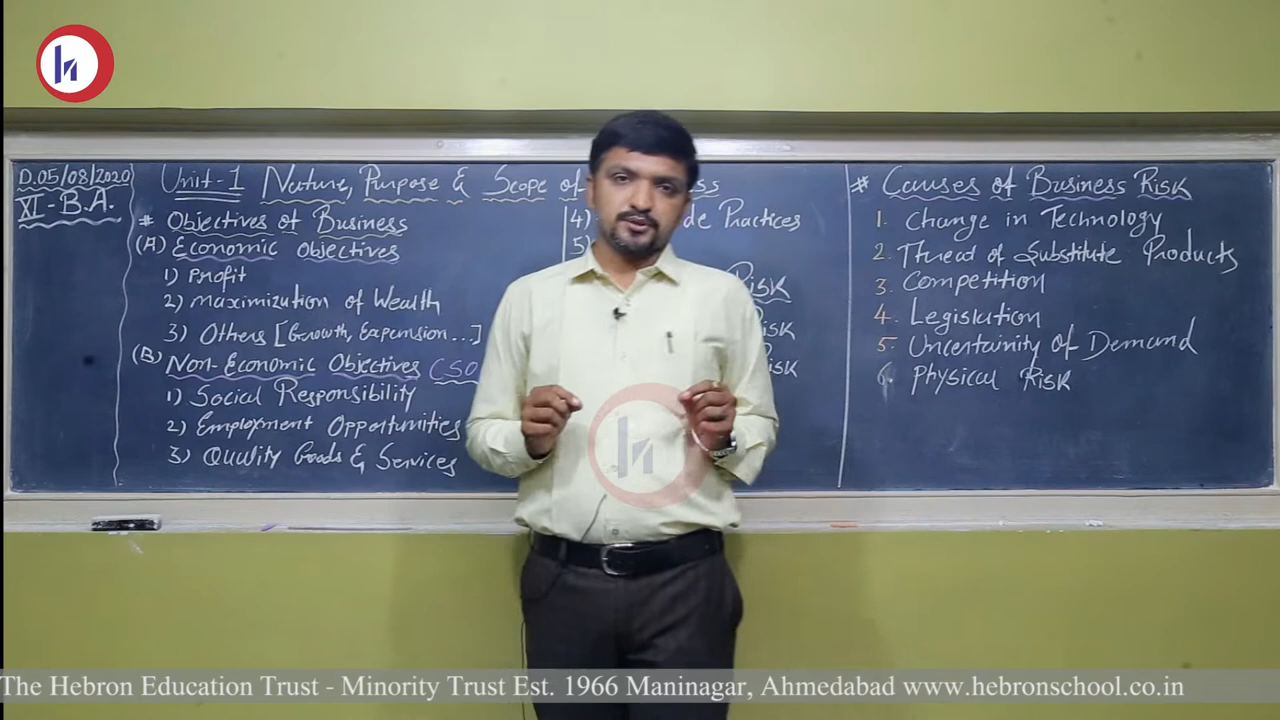 D.05/08/2020
XI - B.A.
Unit-1 Nature, Purpose & Scope of
# Objectives of Business
(A) Economic Objectives
1) Profit
2) Maximization of Wealth
3) Others [Growth, Expansion...]
(B) Non-Economic Objectives (SO
1) Social Responsibility
2) Employment Opportunities
3) Quality Goods & Services
4) Practices
5)
Risk
Risk
Risk
# Causes of Business Risk
1. Change in Technology
2. Thread of Substitute Products
3. Competition
4. Legislation
5. Uncertainity of Demand
6. Physical Risk
The Hebron Education Trust - Minority Trust Est. 1966 Maninagar, Ahmedabad www.hebronschool.co.in